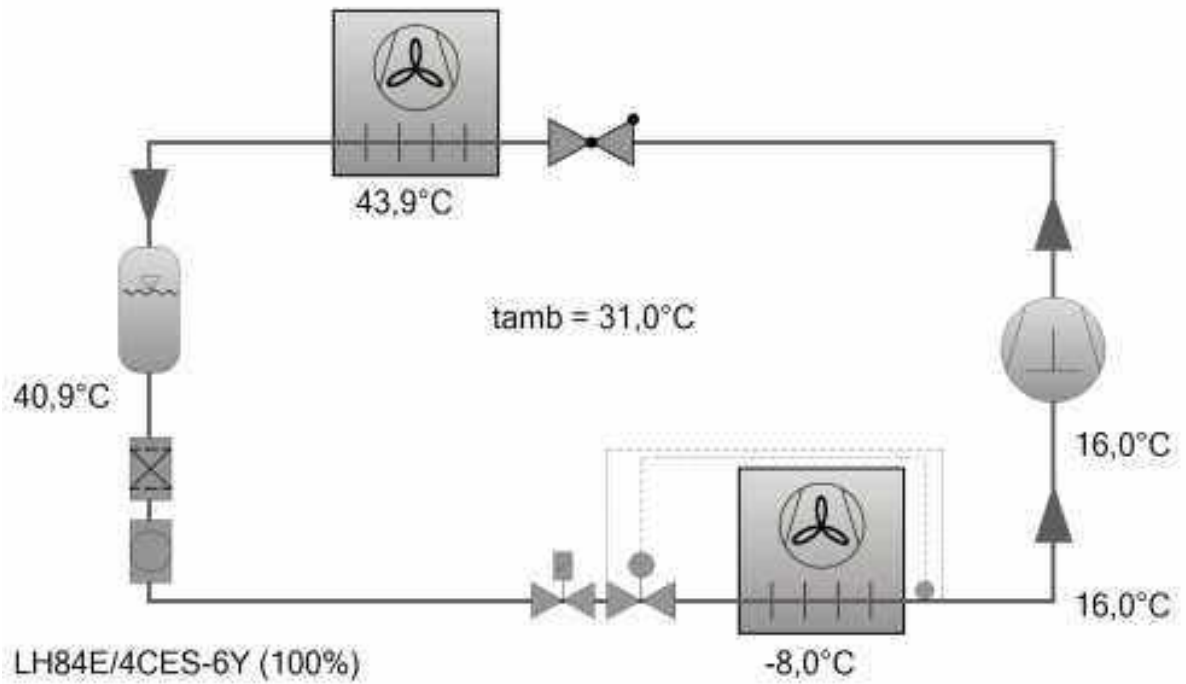 43,9°C
tamb = 31,0°C
40,9°C
16,0°C
16,0°C
LH84E/4CES-6Y (100%)
-8,0°C